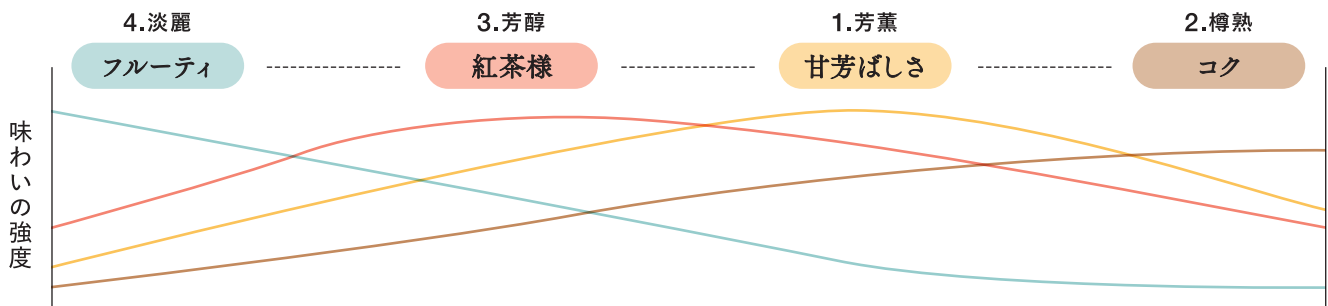 4.淡麗
3.芳醇
1.芳薫
2.樽熟
フルーティ
紅茶様
甘芳ばしさ
コク
味わいの強度